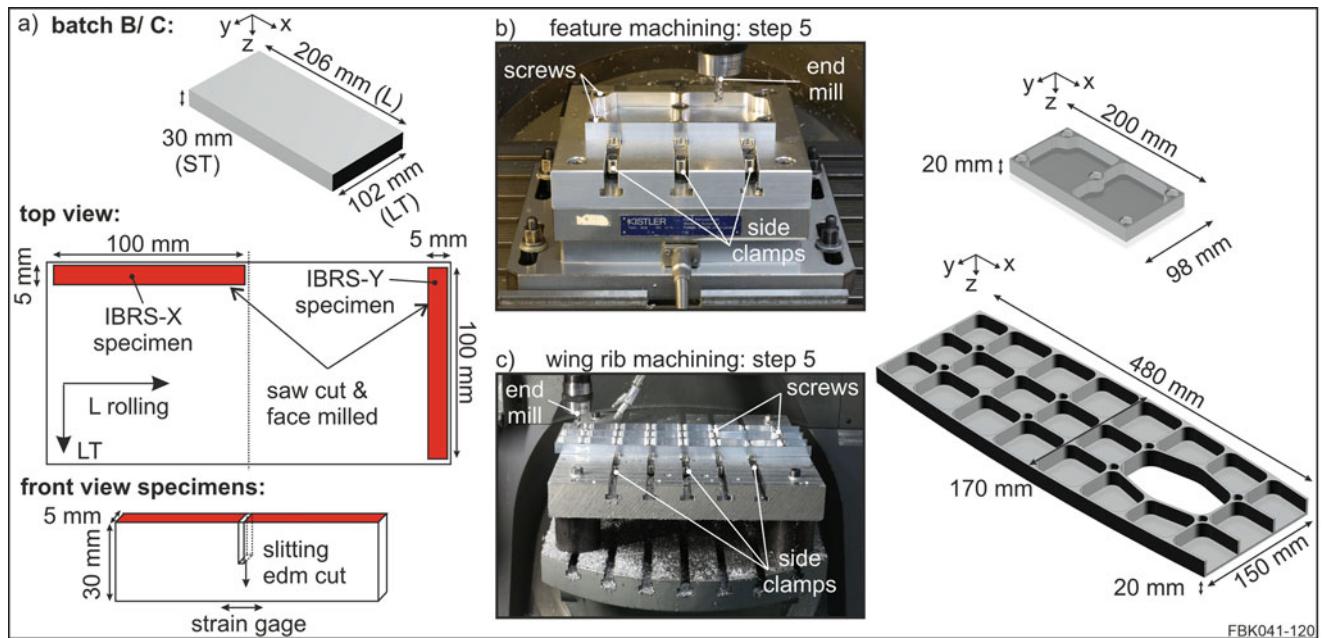 a) batch B/ C:
y x
z
206 mm (L)
30 mm
(ST)
102 mm
(LT)
top view:
100 mm
5 mm
5 mm
IBRS-X
specimen
IBRS-Y
specimen
100 mm
L rolling
LT
saw cut &
face milled
front view specimens:
5 mm
30 mm
slitting
edm cut
strain gage
b) feature machining: step 5
screws
end
mill
KISTLER
side
clamps
c) wing rib machining: step 5
end
mill
screws
side
clamps
y x
z
200 mm
20 mm
98 mm
y x
z
480 mm
170 mm
150 mm
20 mm
FBK041-120